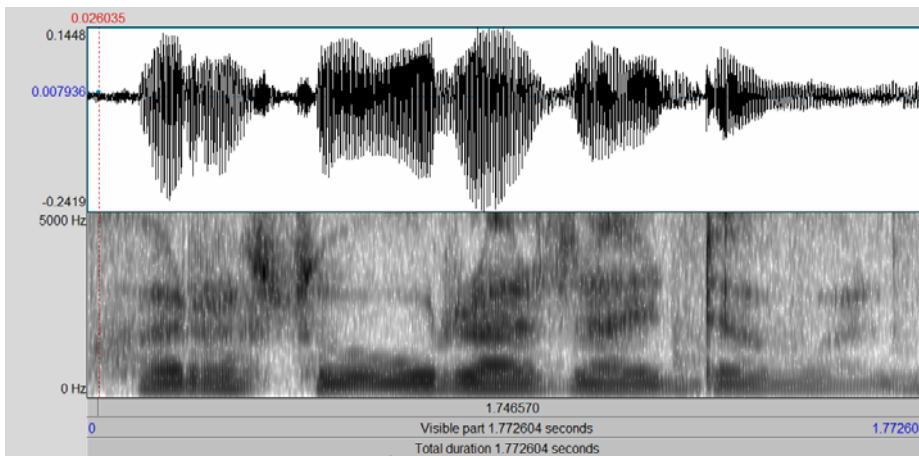 0.026035
0.1448
0.007936
-0.2419
5000 Hz
0 Hz
1.746570
0 Visible part 1.772604 seconds 1.77260
Total duration 1.772604 seconds